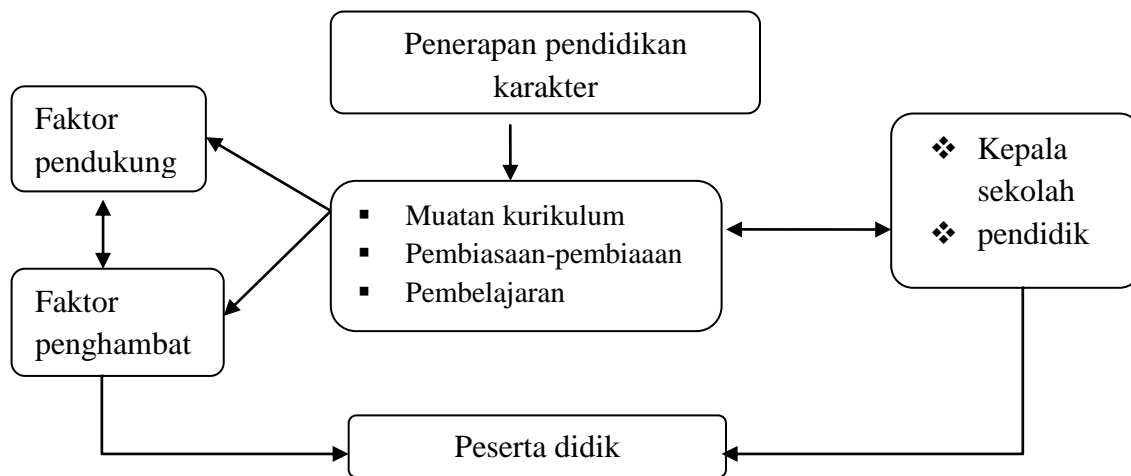 Penerapan pendidikan
karakter
Faktor
pendukung
▪ Muatan kurikulum
▪ Pembiasaan-pembiaaan
▪ Pembelajaran
❖ Kepala
sekolah
❖ pendidik
Faktor
penghambat
Peserta didik